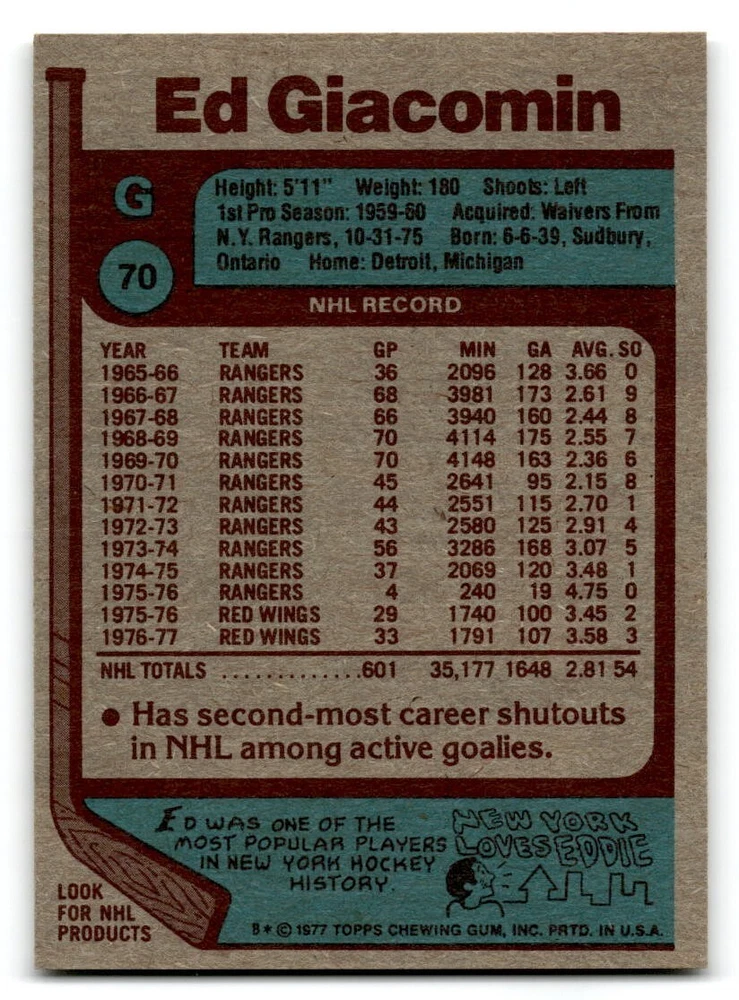 Ed Giacomin
G
Height: 5'11" Weight: 180 Shoots: Left
1st Pro Season: 1959-60 Acquired: Waivers From
N.Y. Rangers, 10-31-75 Born: 6-6-39, Sudbury,
Ontario Home: Detroit, Michigan
70
NHL RECORD
YEAR TEAM GP MIN GA AVG. SO
1965-66 RANGERS 36 2096 128 3.66 0
1966-67 RANGERS 68 3981 173 2.61 9
1967-68 RANGERS 66 3940 160 2.44 8
1968-69 RANGERS 70 4114 175 2.55 7
1969-70 RANGERS 70 4148 163 2.36 6
1970-71 RANGERS 45 2641 95 2.15 8
1971-72 RANGERS 44 2551 115 2.70 1
1972-73 RANGERS 43 2580 125 2.91 4
1973-74 RANGERS 56 3286 168 3.07 5
1974-75 RANGERS 37 2069 120 3.48 1
1975-76 RANGERS 4 240 19 4.75 0
1975-76 RED WINGS 29 1740 100 3.45 2
1976-77 RED WINGS 33 1791 107 3.58 3
NHL TOTALS .............601 35,177 1648 2.81 54
• Has second-most career shutouts
in NHL among active goalies.
ED WAS ONE OF THE
MOST POPULAR PLAYERS
IN NEW YORK HOCKEY
HISTORY.
NEW YORK
LOVES EDDIE
LOOK
FOR NHL
PRODUCTS
B * © 1977 TOPPS CHEWING GUM, INC. PRTD. IN U.S.A.